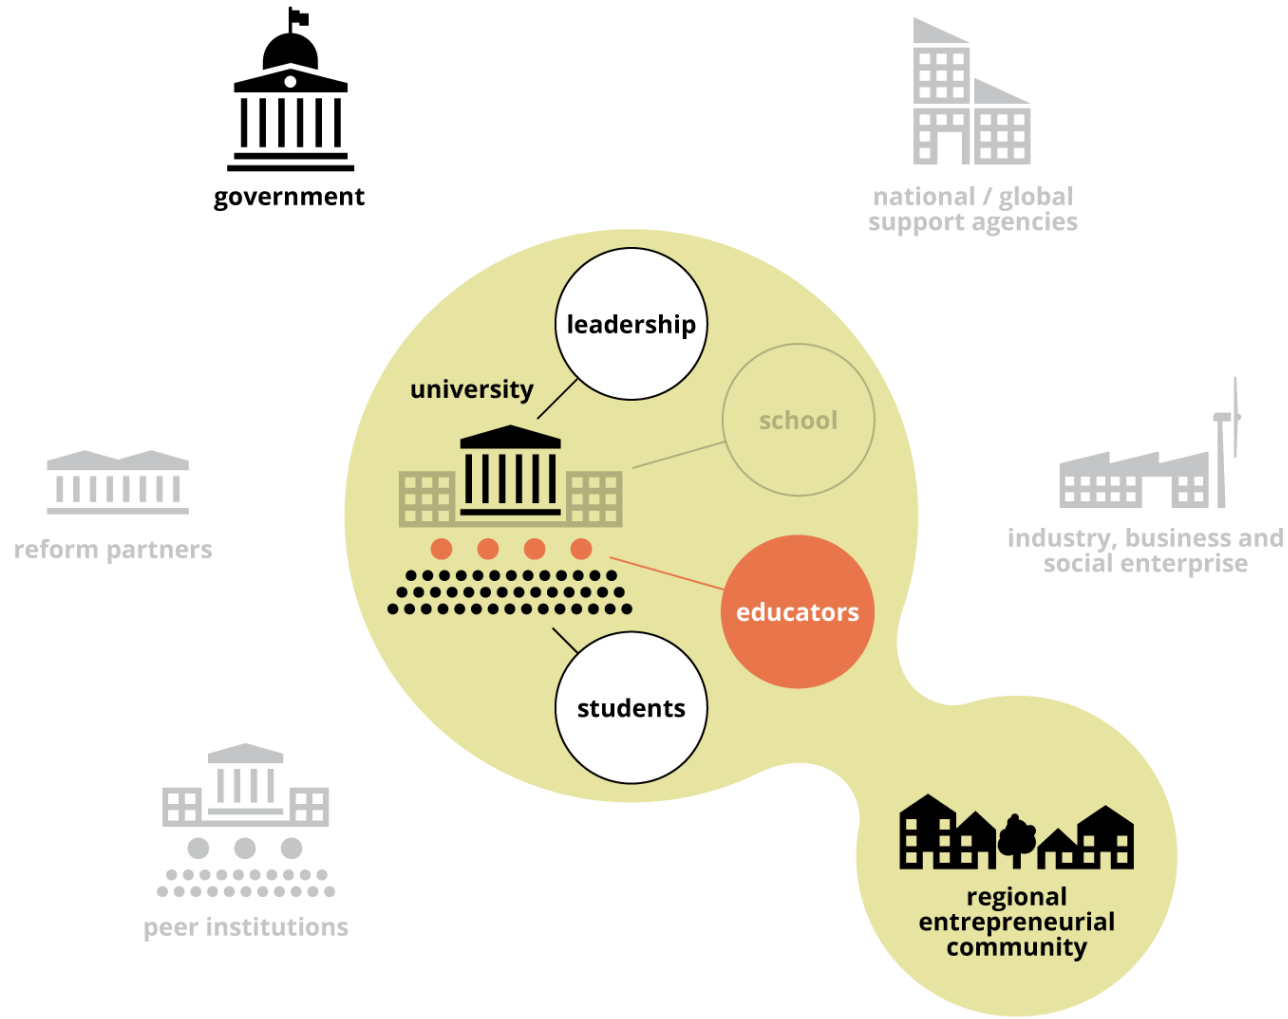 government
national / global
support agencies
leadership
university
school
reform partners
industry, business and
social enterprise
educators
students
peer institutions
regional
entrepreneurial
community